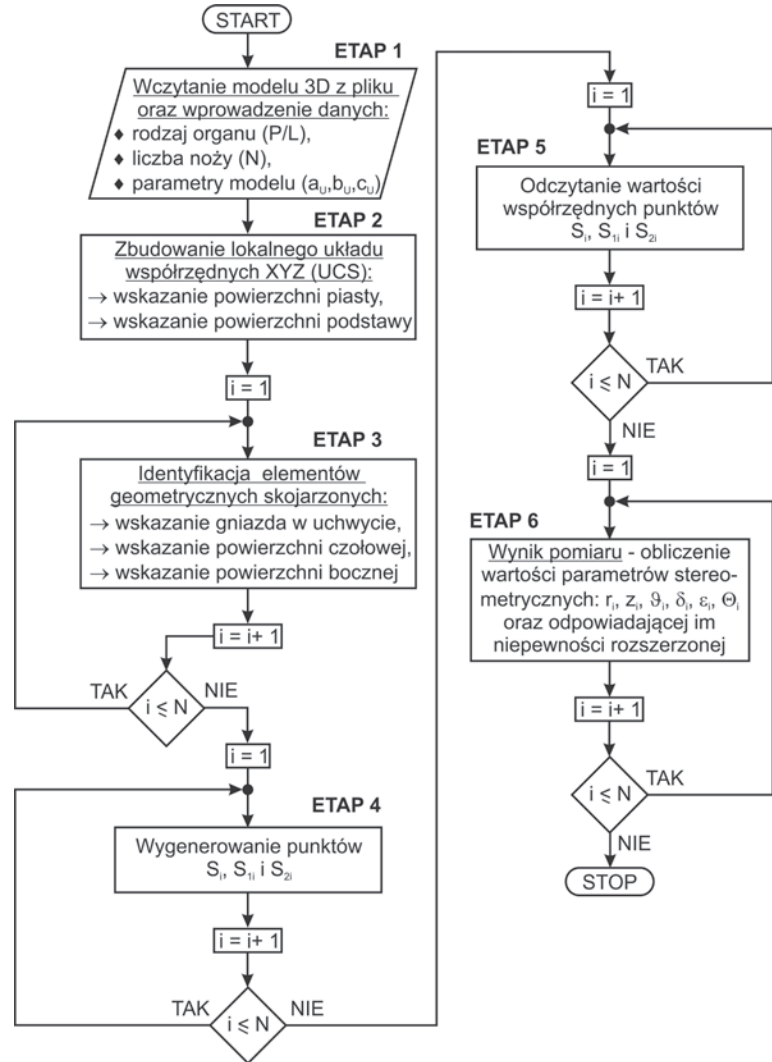 START
ETAP 1
Wczytanie modelu 3D z pliku
oraz wprowadzenie danych:
♦ rodzaj organu (P/L),
♦ liczba noży (N),
♦ parametry modelu (aᵤ,bᵤ,cᵤ)
ETAP 2
Zbudowanie lokalnego układu
współrzędnych XYZ (UCS):
→ wskazanie powierzchni piasty,
→ wskazanie powierzchni podstawy
i = 1
ETAP 3
Identyfikacja elementów
geometrycznych skojarzonych:
→ wskazanie gniazda w uchwycie,
→ wskazanie powierzchni czołowej,
→ wskazanie powierzchni bocznej
i = i+ 1
TAK
NIE
i ⩽ N
i = 1
ETAP 4
Wygenerowanie punktów
Sᵢ, S₁ᵢ i S₂ᵢ
i = i+ 1
TAK
NIE
i ⩽ N
i = 1
ETAP 5
Odczytanie wartości
współrzędnych punktów
Sᵢ, S₁ᵢ i S₂ᵢ
i = i+ 1
TAK
i ⩽ N
NIE
i = 1
ETAP 6
Wynik pomiaru - obliczenie
wartości parametrów stereo-
metrycznych: rᵢ, zᵢ, ϑᵢ, δᵢ, εᵢ, Θᵢ
oraz odpowiadającej im
niepewności rozszerzonej
i = i+ 1
TAK
i ⩽ N
NIE
STOP